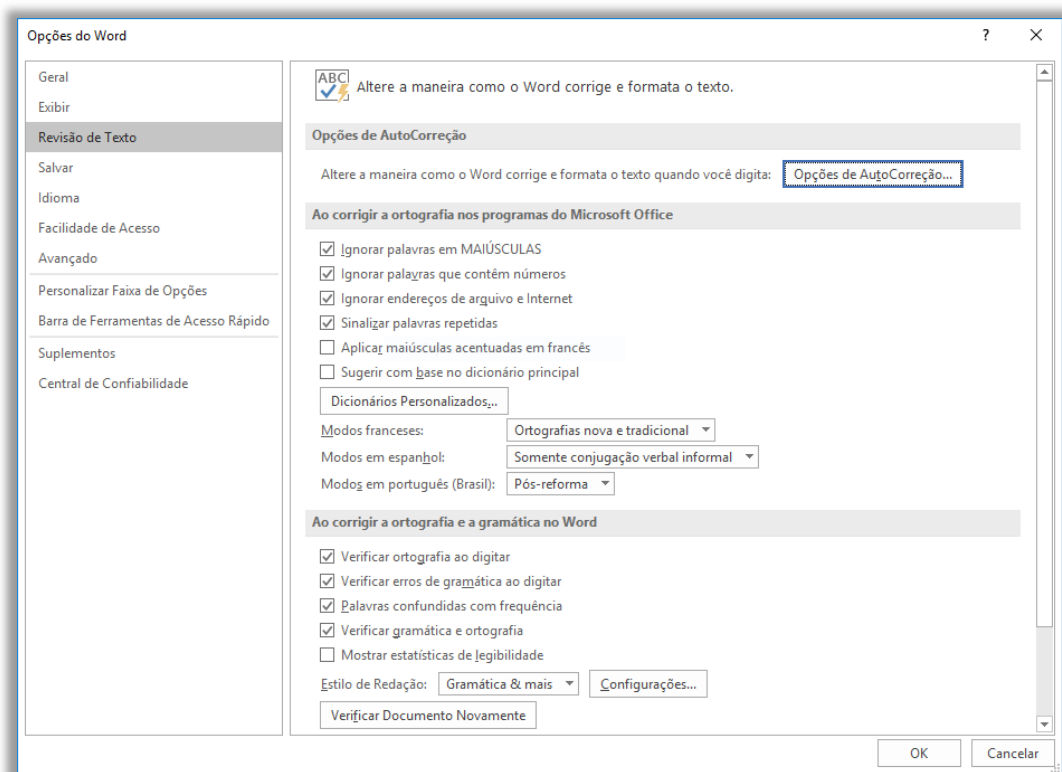 Opções do Word ? ×
Geral
Exibir
Revisão de Texto
Salvar
Idioma
Facilidade de Acesso
Avançado
Personalizar Faixa de Opções
Barra de Ferramentas de Acesso Rápido
Suplementos
Central de Confiabilidade
ABC Altere a maneira como o Word corrige e formata o texto.
Opções de AutoCorreção
Altere a maneira como o Word corrige e formata o texto quando você digita: Opções de AutoCorreção...
Ao corrigir a ortografia nos programas do Microsoft Office
Ignorar palavras em MAIÚSCULAS
Ignorar palavras que contêm números
Ignorar endereços de arquivo e Internet
Sinalizar palavras repetidas
Aplicar maiúsculas acentuadas em francês
Sugerir com base no dicionário principal
Dicionários Personalizados...
Modos franceses: Ortografias nova e tradicional
Modos em espanhol: Somente conjugação verbal informal
Modos em português (Brasil): Pós-reforma
Ao corrigir a ortografia e a gramática no Word
Verificar ortografia ao digitar
Verificar erros de gramática ao digitar
Palavras confundidas com frequência
Verificar gramática e ortografia
Mostrar estatísticas de legibilidade
Estilo de Redação: Gramática & mais Configurações...
Verificar Documento Novamente
OK Cancelar